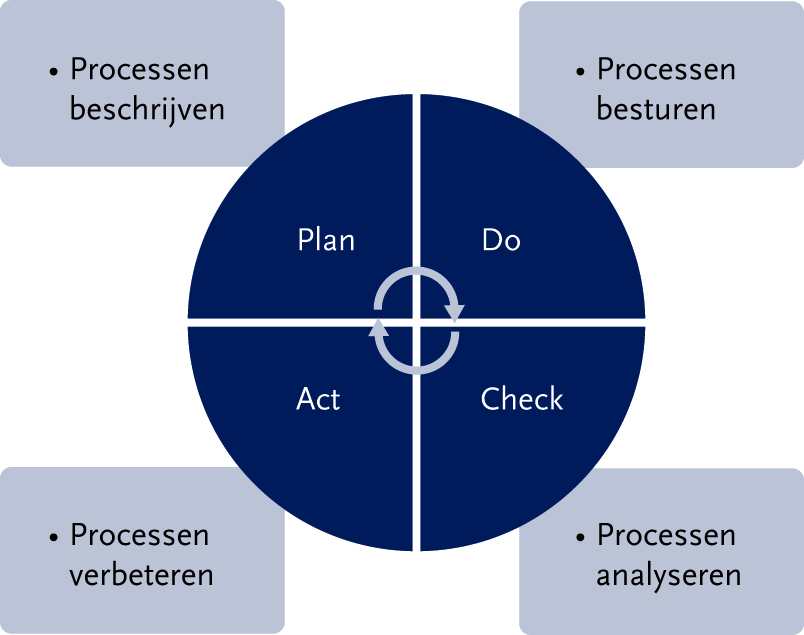 • Processen
beschrijven
• Processen
besturen
Plan
Do
Act
Check
• Processen
verbeteren
• Processen
analyseren